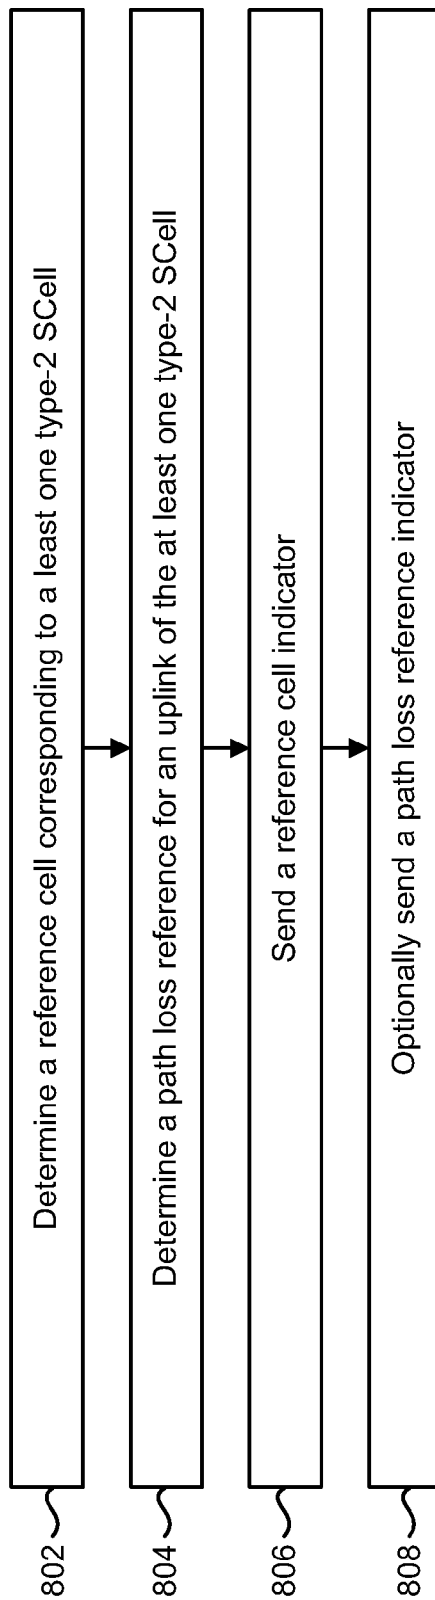 802
Determine a reference cell corresponding to a least one type-2 SCell
804
Determine a path loss reference for an uplink of the at least one type-2 SCell
806
Send a reference cell indicator
808
Optionally send a path loss reference indicator